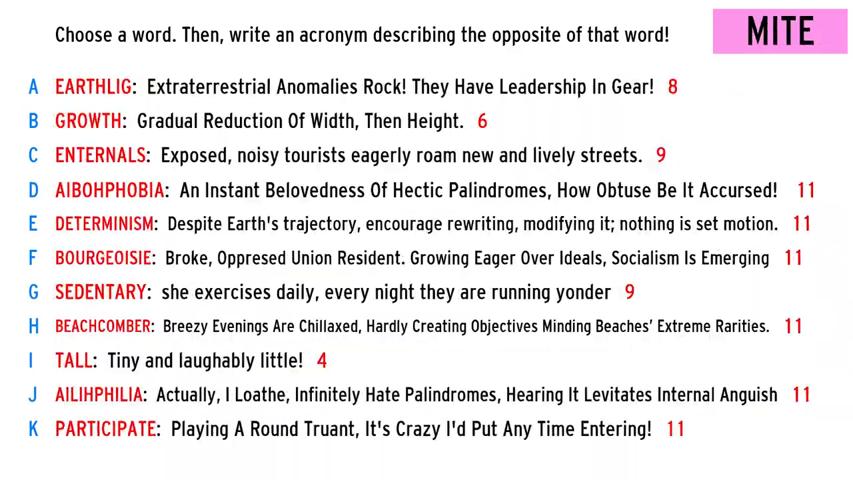 Choose a word. Then, write an acronym describing the opposite of that word!
MITE
A EARTHLIG: Extraterrestrial Anomalies Rock! They Have Leadership In Gear! 8
B GROWTH: Gradual Reduction Of Width, Then Height. 6
C ENTERNALS: Exposed, noisy tourists eagerly roam new and lively streets. 9
D AIBOHPHOBIA: An Instant Belovedness Of Hectic Palindromes, How Obtuse Be It Accursed! 11
E DETERMINISM: Despite Earth's trajectory, encourage rewriting, modifying it; nothing is set motion. 11
F BOURGEOISIE: Broke, Oppresed Union Resident. Growing Eager Over Ideals, Socialism Is Emerging 11
G SEDENTARY: she exercises daily, every night they are running yonder 9
H BEACHCOMBER: Breezy Evenings Are Chillaxed, Hardly Creating Objectives Minding Beaches' Extreme Rarities. 11
I TALL: Tiny and laughably little! 4
J AILIHPHILIA: Actually, I Loathe, Infinitely Hate Palindromes, Hearing It Levitates Internal Anguish 11
K PARTICIPATE: Playing A Round Truant, It's Crazy I'd Put Any Time Entering! 11